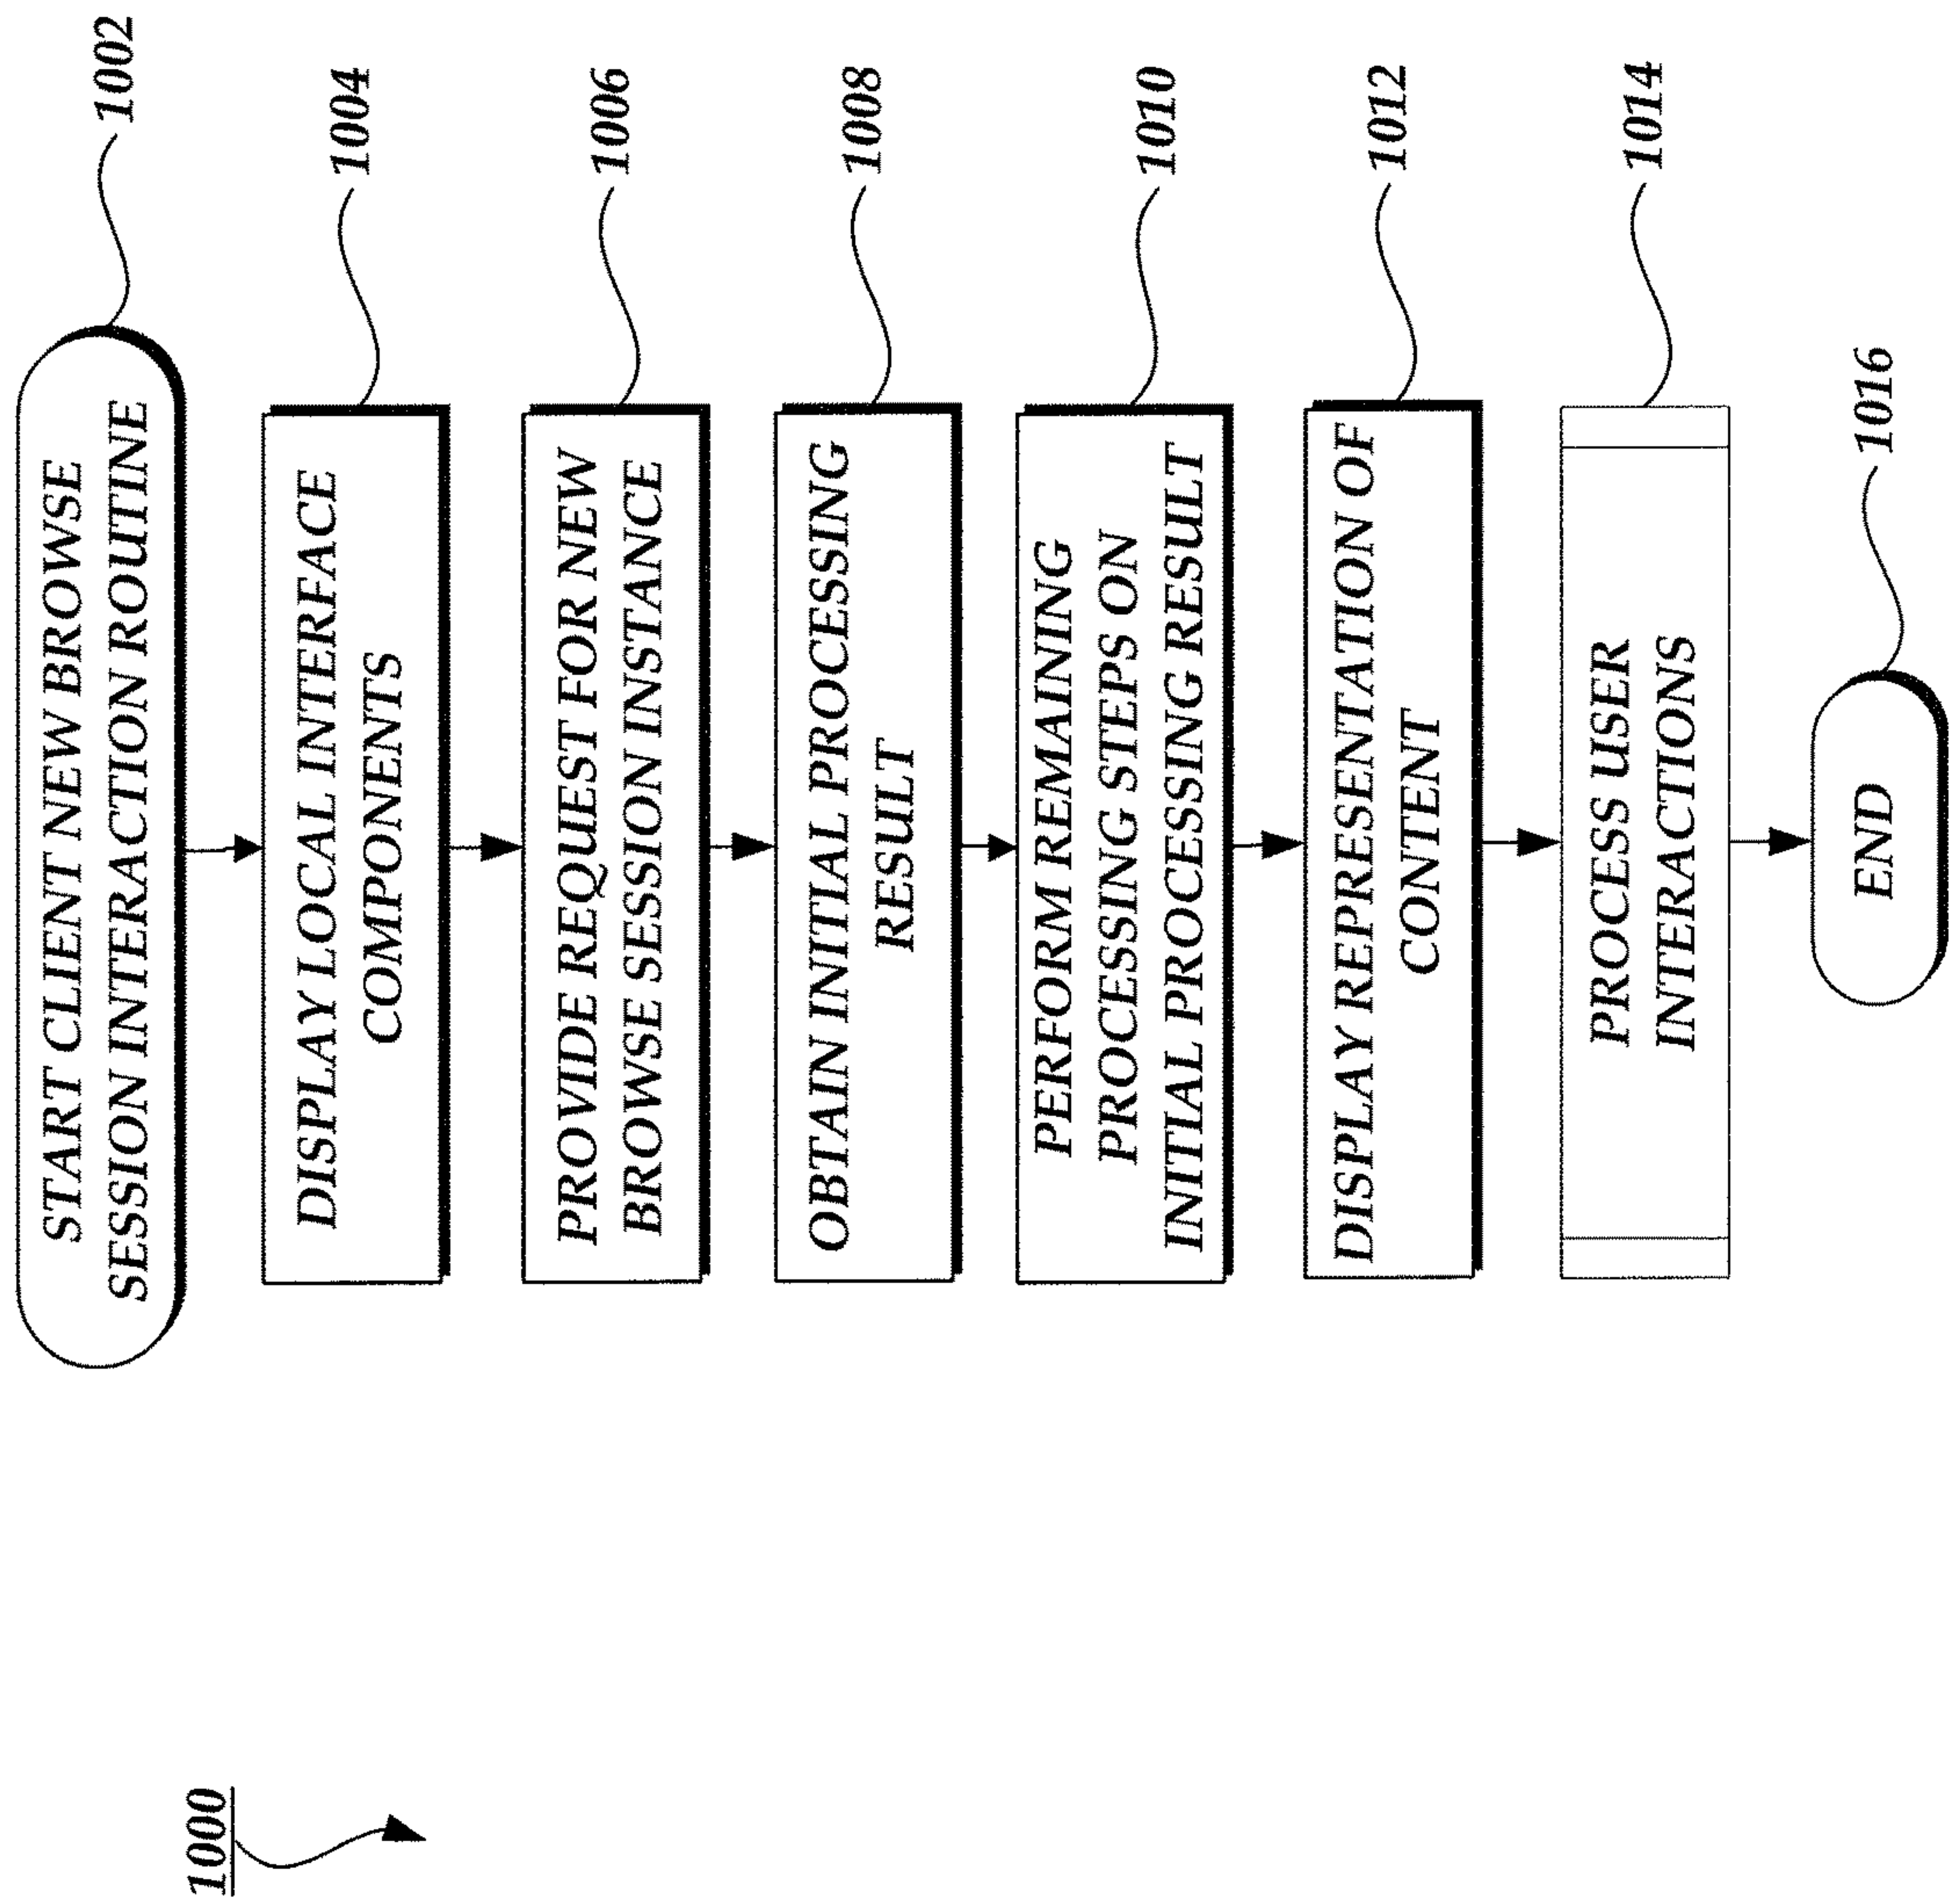 1000
START CLIENT NEW BROWSE
SESSION INTERACTION ROUTINE
1002
DISPLAY LOCAL INTERFACE
COMPONENTS
1004
PROVIDE REQUEST FOR NEW
BROWSE SESSION INSTANCE
1006
OBTAIN INITIAL PROCESSING
RESULT
1008
PERFORM REMAINING
PROCESSING STEPS ON
INITIAL PROCESSING RESULT
1010
DISPLAY REPRESENTATION OF
CONTENT
1012
PROCESS USER
INTERACTIONS
1014
END
1016